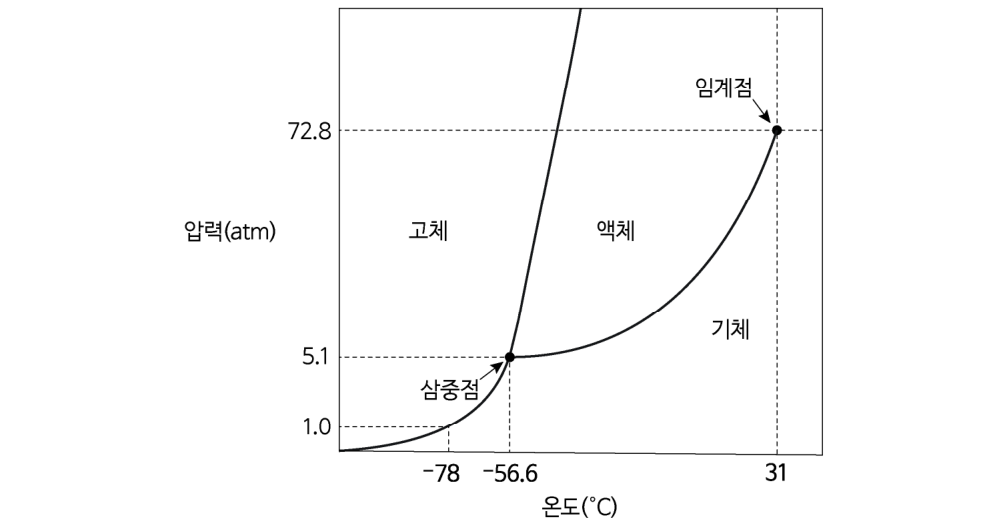 임계점
72.8
압력(atm)
고체
액체
기체
5.1
삼중점
1.0
-78
-56.6
31
온도(°C)